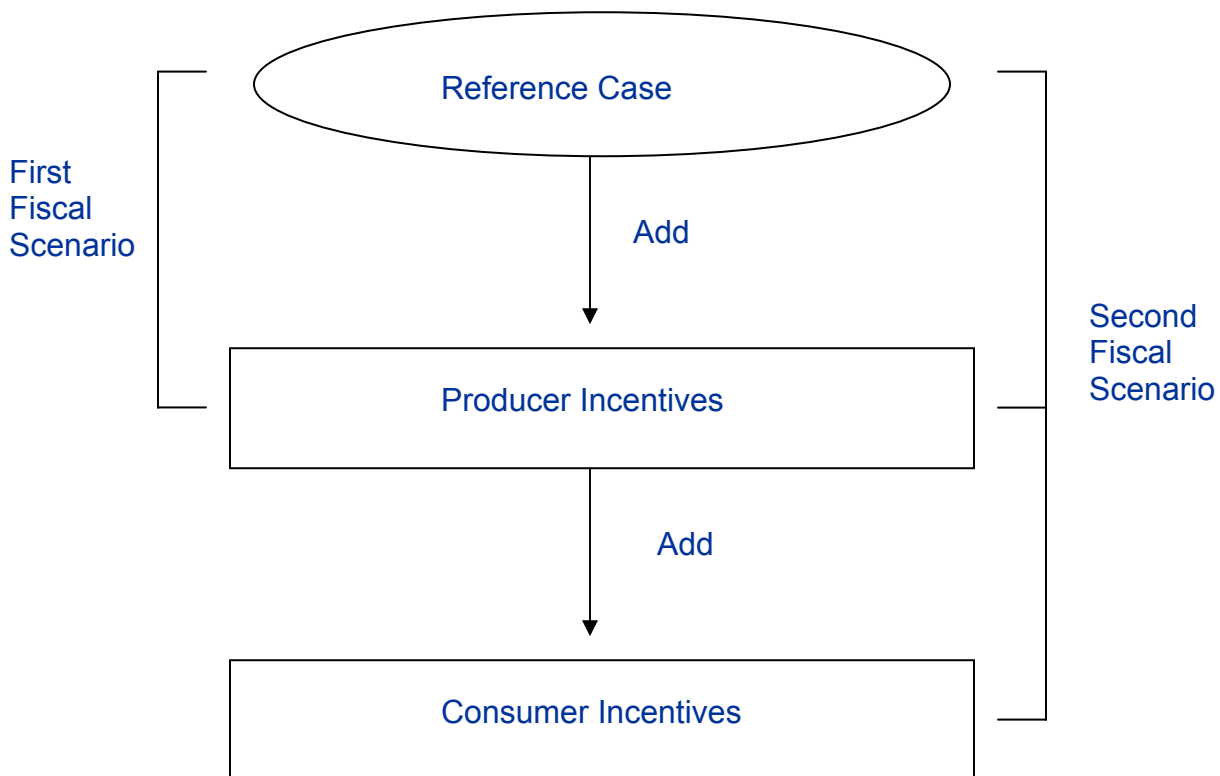 Reference Case
First
Fiscal
Scenario
Add
Second
Fiscal
Scenario
Producer Incentives
Add
Consumer Incentives